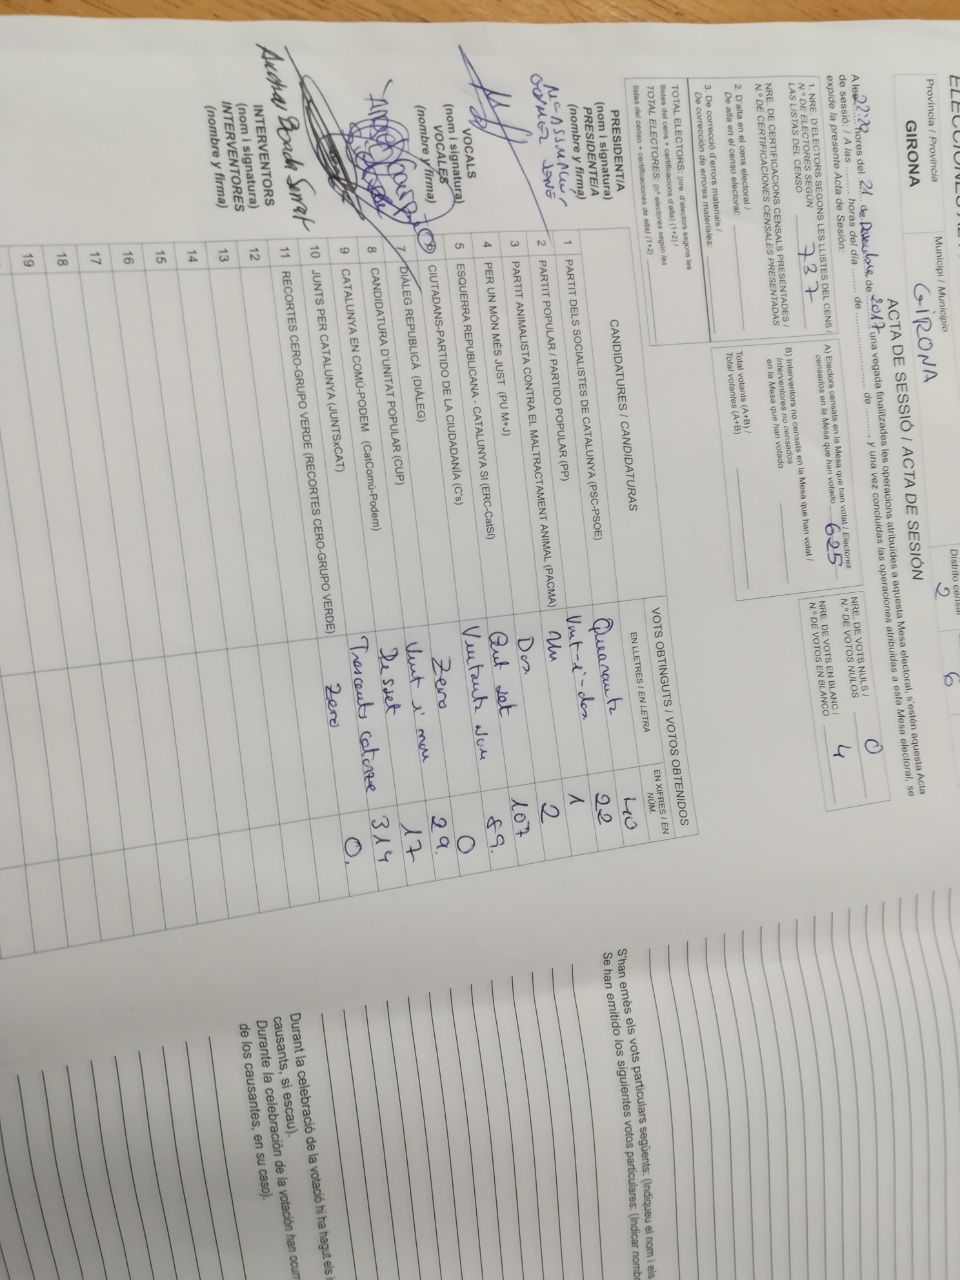 ELECCIONES AL
Província / Provincia
GIRONA
Municipi / Municipio
GIRONA
Distrito censal
2
6
ACTA DE SESSIÓ / ACTA DE SESIÓN
A les 22:22 hores del 21 de Desembre de 2017, una vegada finalitzades les operacions atribuïdes a aquesta Mesa electoral, s'estén aquesta Acta
de sessió. / A las .......... horas del día .......... de .......... de .........., y una vez concluidas las operaciones atribuidas a esta Mesa electoral, se
expide la presente Acta de Sesión:
1. NRE. D'ELECTORS SEGONS LES LLISTES DEL CENS /
N.º DE ELECTORES SEGÚN
LAS LISTAS DEL CENSO 737
NRE. DE CERTIFICACIONS CENSALS PRESENTADES /
N.º DE CERTIFICACIONES CENSALES PRESENTADAS
2. D'alta en el cens electoral /
De alta en el censo electoral:
3. De correcció d'errors materials /
De corrección de errores materiales:
TOTAL ELECTORS: (nre. d'electors segons les
llistes del cens + certificacions d'alta) (1+2) /
TOTAL ELECTORES: (nº electores según las
listas del censo + certificaciones de alta) (1+2)
A) Electors censats en la Mesa que han votat / Electores
censados en la Mesa que han votado 625
B) Interventors no censats en la Mesa que han votat /
Interventores no censados
en la Mesa que han votado
Total votants (A+B) /
Total votantes (A+B)
NRE. DE VOTS NULS /
N.º DE VOTOS NULOS 0
NRE. DE VOTS EN BLANC /
N.º DE VOTOS EN BLANCO 4
CANDIDATURES / CANDIDATURAS
VOTS OBTINGUTS / VOTOS OBTENIDOS
EN LLETRES / EN LETRA
EN XIFRES / EN NÚM.
1 PARTIT DELS SOCIALISTES DE CATALUNYA (PSC-PSOE) Quaranta 40
2 PARTIT POPULAR / PARTIDO POPULAR (PP) Vint-i-dos 22
3 PARTIT ANIMALISTA CONTRA EL MALTRACTAMENT ANIMAL (PACMA) Un 1
4 PER UN MÓN MÉS JUST (PU M+J) Dos 2
5 ESQUERRA REPUBLICANA - CATALUNYA SI (ERC-CatSI) Cent set 107
6 CIUTADANS-PARTIDO DE LA CIUDADANÍA (C's) Vuitanta nou 89.
7 DIÀLEG REPUBLICÀ (DIÀLEG) Zero 0
8 CANDIDATURA D'UNITAT POPULAR (CUP) Vint i nou 29.
9 CATALUNYA EN COMÚ-PODEM (CatComú-Podem) Desset 17
10 JUNTS PER CATALUNYA (JUNTSxCAT) Trescents catorze 314
11 RECORTES CERO-GRUPO VERDE (RECORTES CERO-GRUPO VERDE) Zero 0.
12
13
14
15
16
17
18
19
PRESIDENT/A
(nom i signatura)
PRESIDENTE/A
(nombre y firma)
VOCALS
(nom i signatura)
VOCALES
(nombre y firma)
INTERVENTORS
(nom i signatura)
INTERVENTORES
(nombre y firma)
S'han emès els vots particulars següents: (Indiqueu el nom i els
Se han emitido los siguientes votos particulares: (Indicar nombre
Durant la celebració de la votació hi ha hagut els
causants, si escau).
Durante la celebración de la votación han ocurr
de los causantes, en su caso).